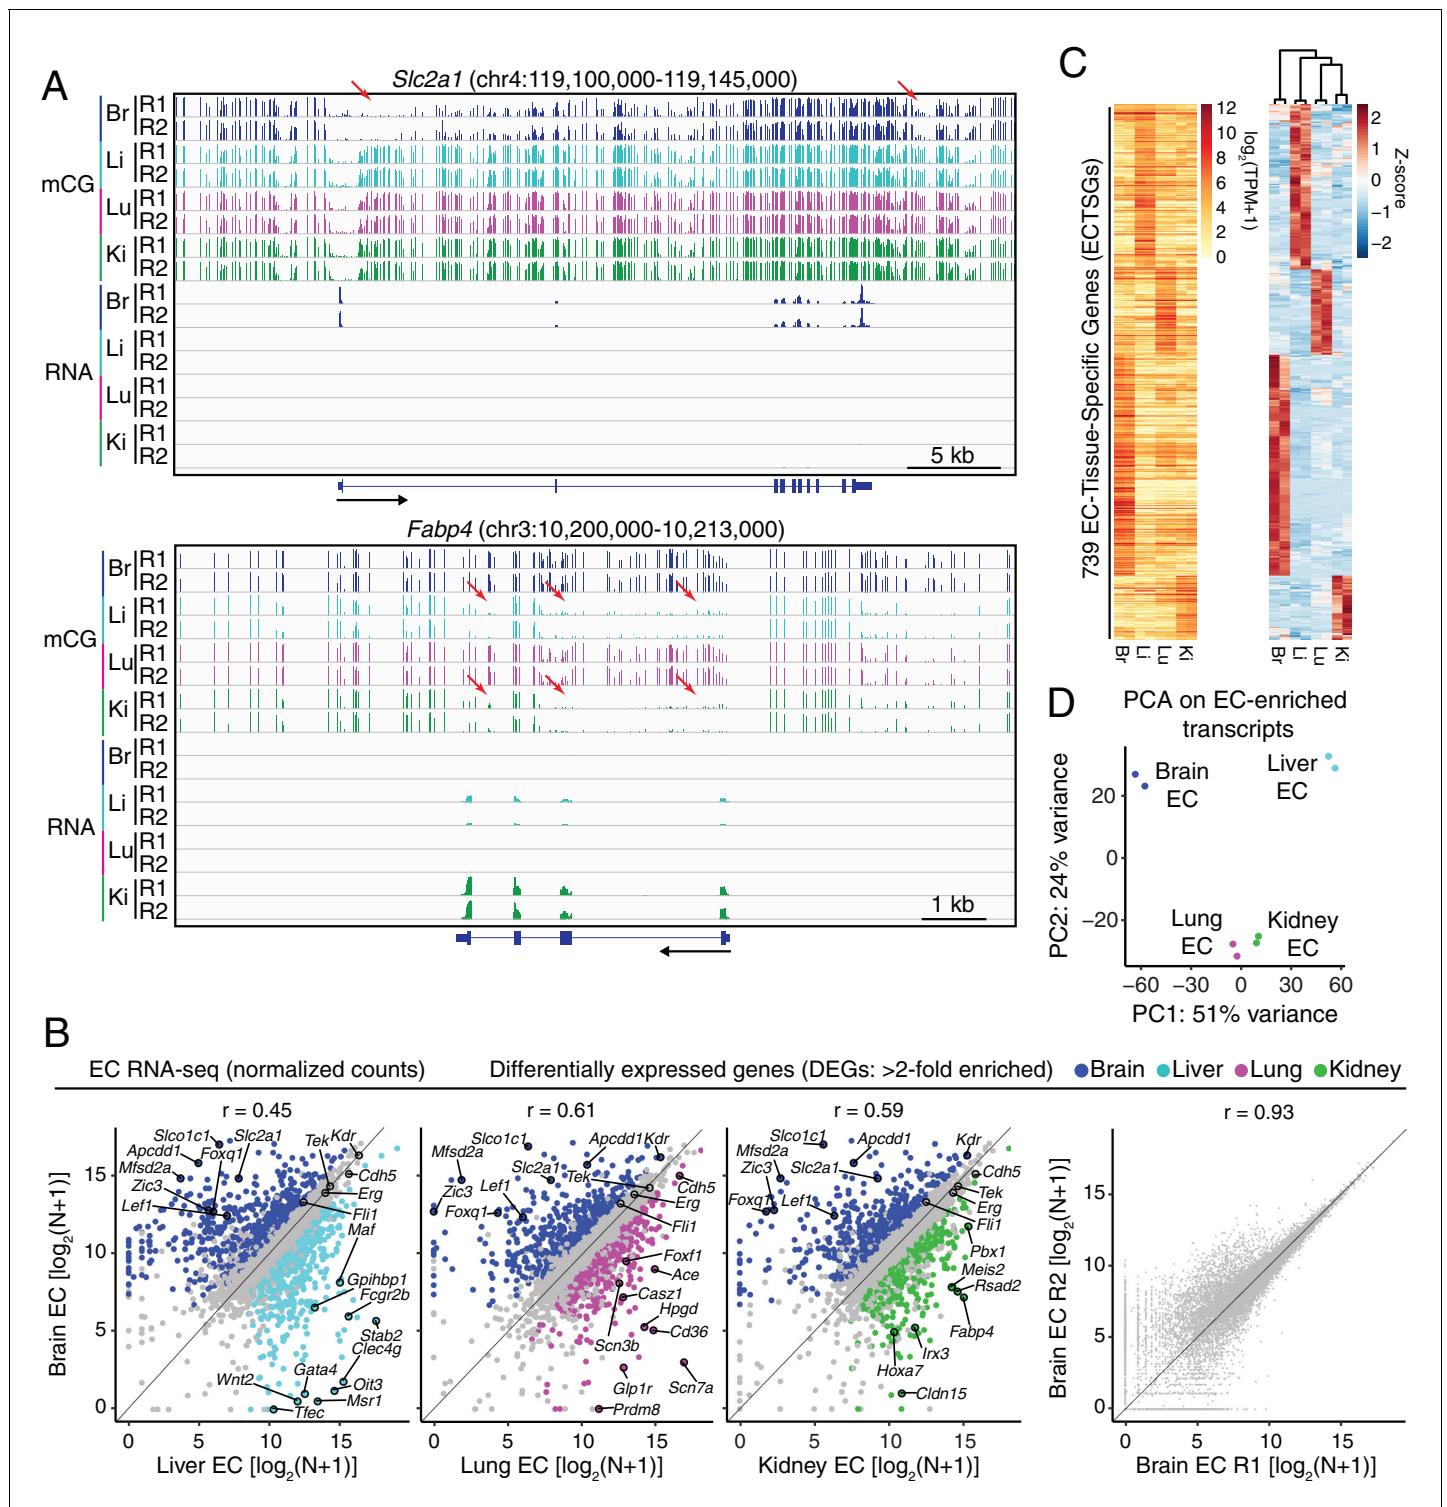 A
Slc2a1 (chr4:119,100,000-119,145,000)
mCG
Br R1
R2
Li R1
R2
Lu R1
R2
Ki R1
R2
RNA
Br R1
R2
Li R1
R2
Lu R1
R2
Ki R1
R2
5 kb
Fabp4 (chr3:10,200,000-10,213,000)
mCG
Br R1
R2
Li R1
R2
Lu R1
R2
Ki R1
R2
RNA
Br R1
R2
Li R1
R2
Lu R1
R2
Ki R1
R2
1 kb
C
739 EC-Tissue-Specific Genes (ECTSGs)
12
10
8
6
4
2
0
log2(TPM+1)
2
1
0
−1
−2
Z-score
Br Li Lu Ki
Br Li Lu Ki
D
PCA on EC-enriched
transcripts
PC2: 24% variance
20
0
−20
Brain
EC
Liver
EC
Lung
EC
Kidney
EC
−60 −30 0 30 60
PC1: 51% variance
B
EC RNA-seq (normalized counts)
Differentially expressed genes (DEGs: >2-fold enriched)
Brain Liver Lung Kidney
r = 0.45
Brain EC [log2(N+1)]
15
10
5
0
Slco1c1
Slc2a1
Tek
Kdr
Apcdd1
Foxq1
Mfsd2a
Zic3
Lef1
Cdh5
Erg
Fli1
Maf
Gpihbp1
Fcgr2b
Stab2
Clec4g
Gata4
Wnt2
Oit3
Msr1
Tfec
0 5 10 15
Liver EC [log2(N+1)]
r = 0.61
Slco1c1
Apcdd1
Kdr
Mfsd2a
Slc2a1
Tek
Zic3
Lef1
Foxq1
Cdh5
Erg
Fli1
Foxf1
Ace
Casz1
Hpgd
Cd36
Scn3b
Glp1r
Scn7a
Prdm8
0 5 10 15
Lung EC [log2(N+1)]
r = 0.59
Slco1c1
Apcdd1
Kdr
Mfsd2a
Zic3
Slc2a1
Cdh5
Foxq1
Lef1
Tek
Erg
Fli1
Pbx1
Meis2
Rsad2
Fabp4
Irx3
Hoxa7
Cldn15
0 5 10 15
Kidney EC [log2(N+1)]
r = 0.93
Brain EC R2 [log2(N+1)]
15
10
5
0
0 5 10 15
Brain EC R1 [log2(N+1)]